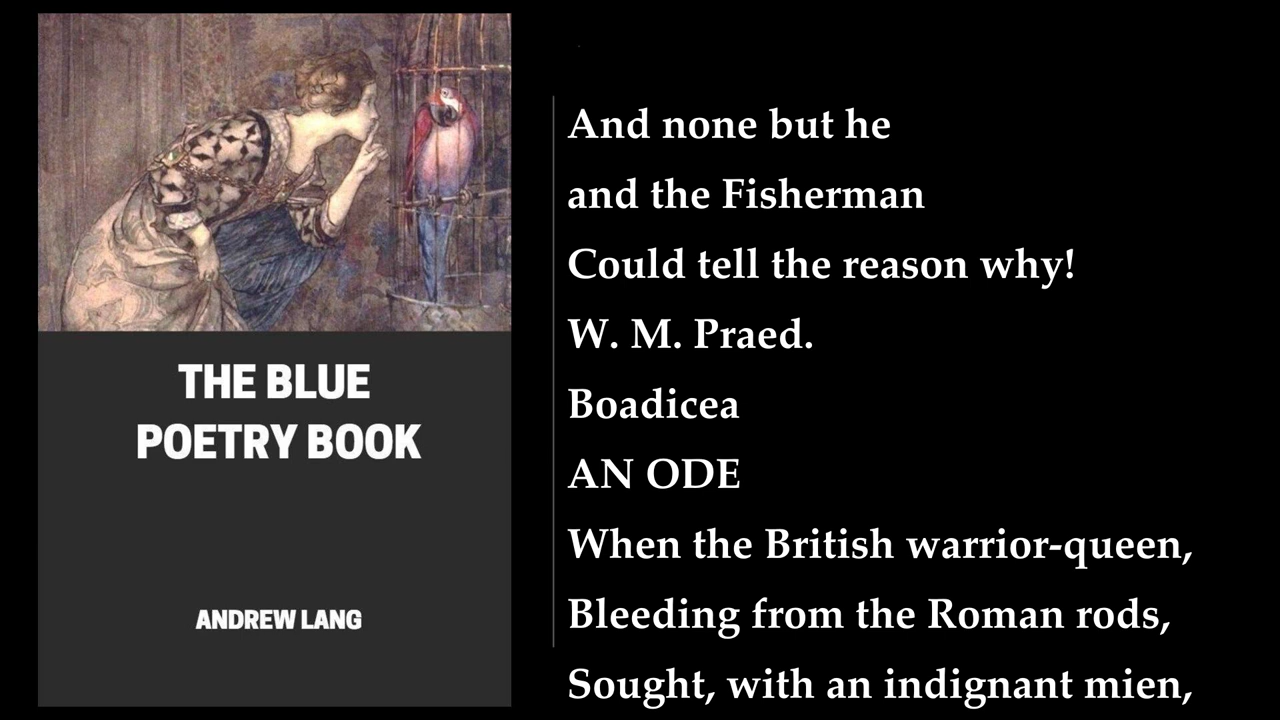 THE BLUE
POETRY BOOK
ANDREW LANG
And none but he
and the Fisherman
Could tell the reason why!
W. M. Praed.
Boadicea
AN ODE
When the British warrior-queen,
Bleeding from the Roman rods,
Sought, with an indignant mien,